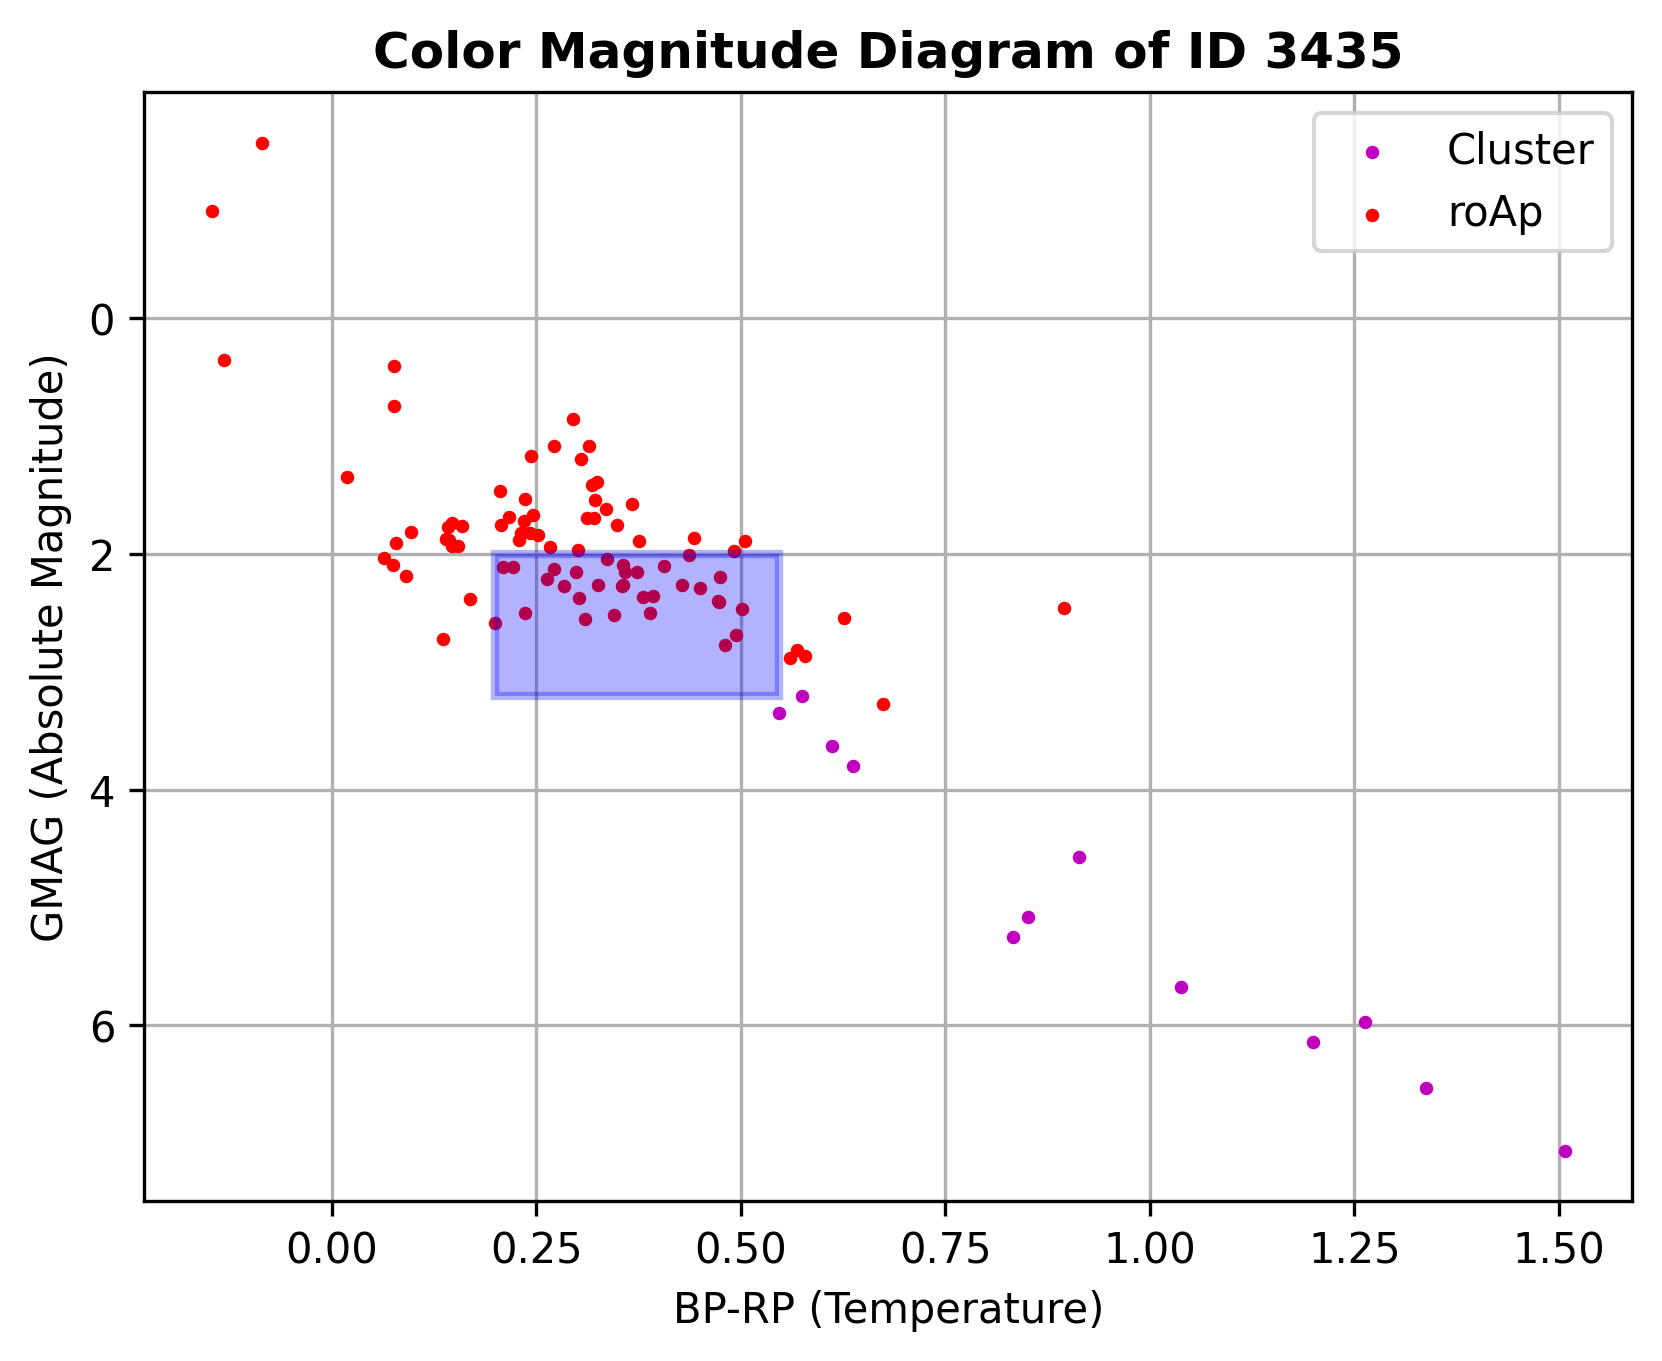 Color Magnitude Diagram of ID 3435
Cluster
roAp
GMAG (Absolute Magnitude)
0
2
4
6
0.00 0.25 0.50 0.75 1.00 1.25 1.50
BP-RP (Temperature)